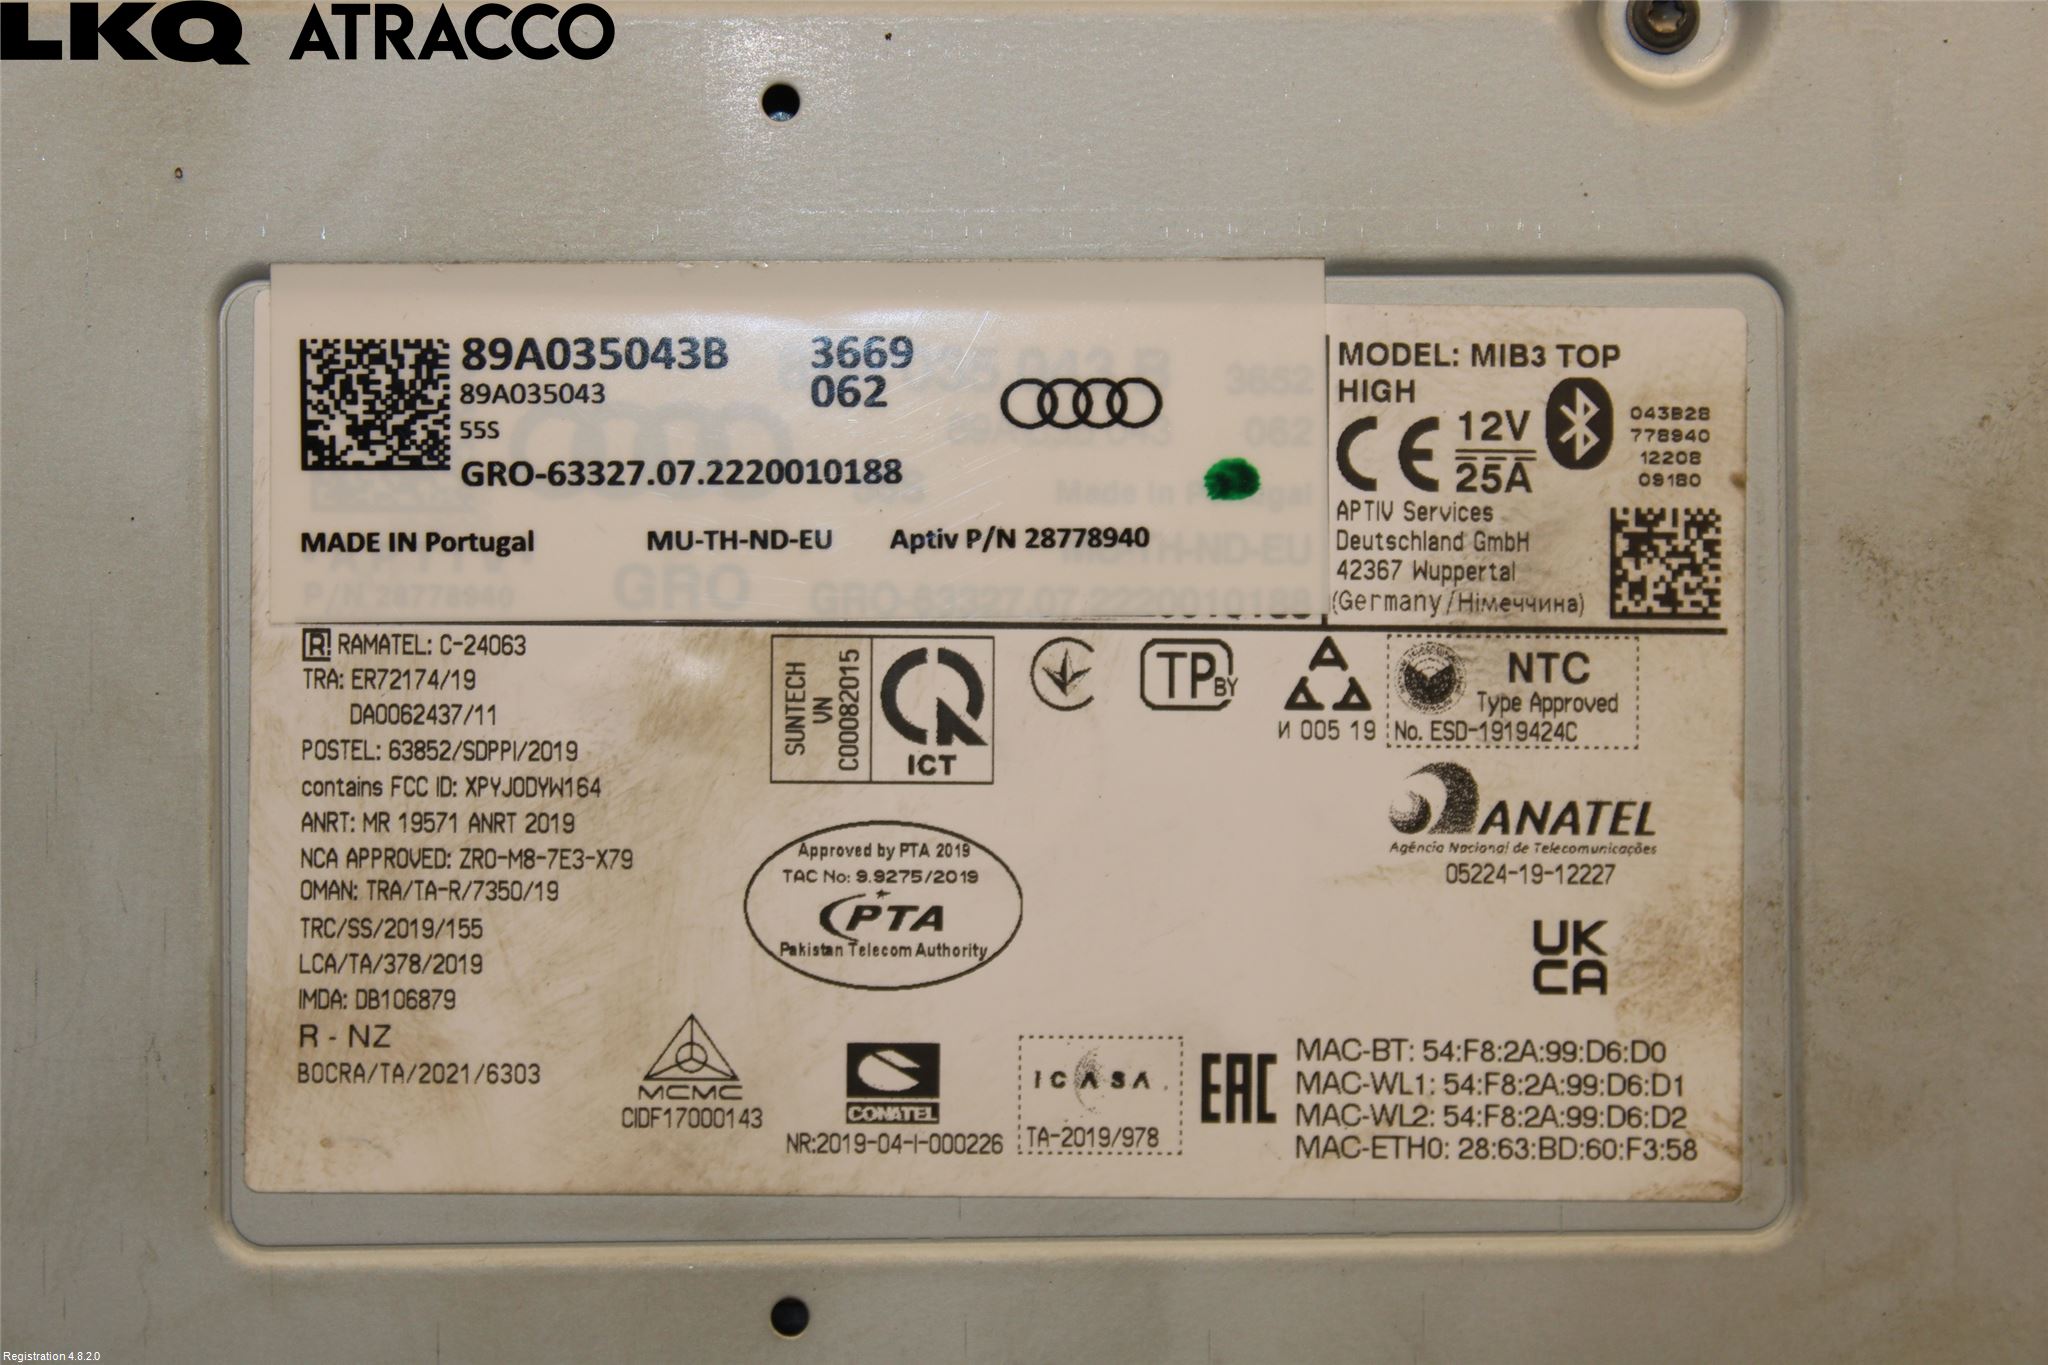 LKQ ATRACCO
89A035043B 3669
89A035043 062
55S
GRO-63327.07.2220010188
MADE IN Portugal MU-TH-ND-EU Aptiv P/N 28778940
MODEL: MIB3 TOP
HIGH
CE 12V
25A
043B28
778940
12208
09180
APTIV Services
Deutschland GmbH
42367 Wuppertal
(Germany/Німеччина)
R RAMATEL: C-24063
TRA: ER72174/19
DA0062437/11
POSTEL: 63852/SDPPI/2019
contains FCC ID: XPYJODYW164
ANRT: MR 19571 ANRT 2019
NCA APPROVED: ZRO-M8-7E3-X79
OMAN: TRA/TA-R/7350/19
TRC/SS/2019/155
LCA/TA/378/2019
IMDA: DB106879
R - NZ
BOCRA/TA/2021/6303
SUNTECH
VN
C00082015
ICT
TP BY
И 005 19
NTC
Type Approved
No. ESD-1919424C
Approved by PTA 2019
TAC No: 9.9275/2019
PTA
Pakistan Telecom Authority
ANATEL
Agência Nacional de Telecomunicações
05224-19-12227
UK
CA
MCMC
CIDF17000143
CONATEL
NR:2019-04-I-000226
ICASA
TA-2019/978
EAC
MAC-BT: 54:F8:2A:99:D6:D0
MAC-WL1: 54:F8:2A:99:D6:D1
MAC-WL2: 54:F8:2A:99:D6:D2
MAC-ETH0: 28:63:BD:60:F3:58
Registration 4.8.2.0